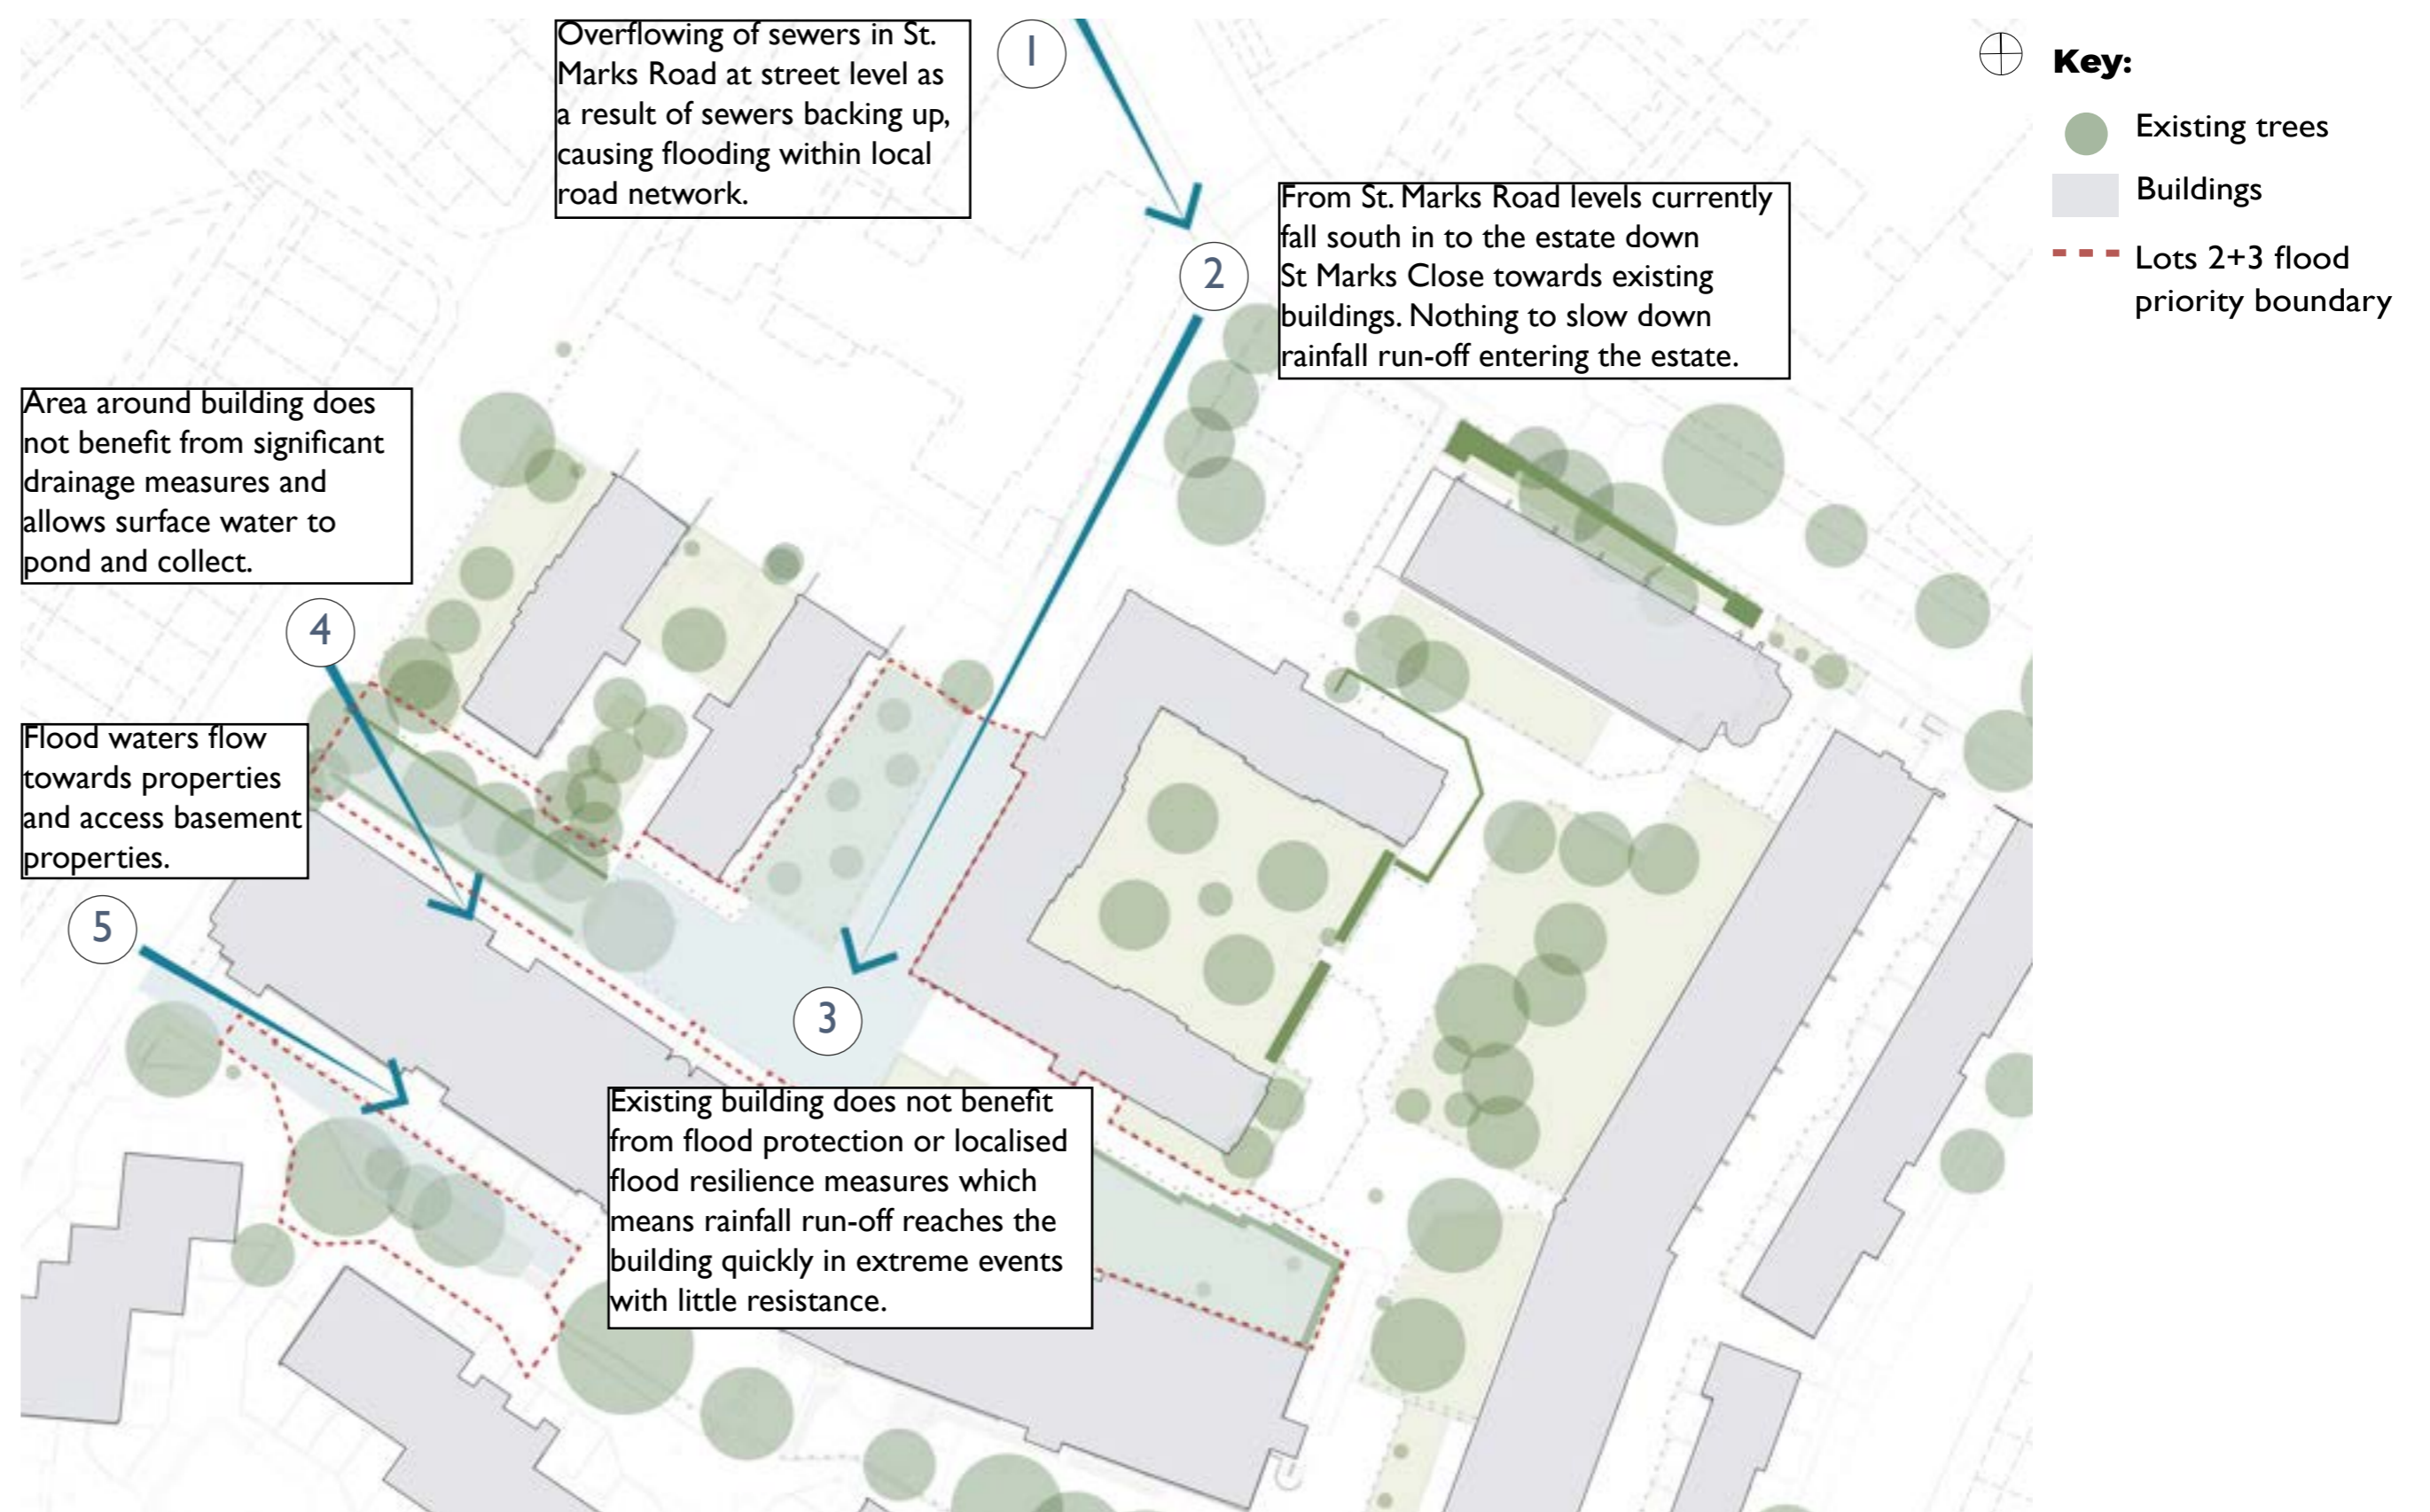 1
Overflowing of sewers in St.
Marks Road at street level as
a result of sewers backing up,
causing flooding within local
road network.
2
From St. Marks Road levels currently
fall south in to the estate down
St Marks Close towards existing
buildings. Nothing to slow down
rainfall run-off entering the estate.
Key:
Existing trees
Buildings
Lots 2+3 flood
priority boundary
Area around building does
not benefit from significant
drainage measures and
allows surface water to
pond and collect.
4
Flood waters flow
towards properties
and access basement
properties.
5
3
Existing building does not benefit
from flood protection or localised
flood resilience measures which
means rainfall run-off reaches the
building quickly in extreme events
with little resistance.